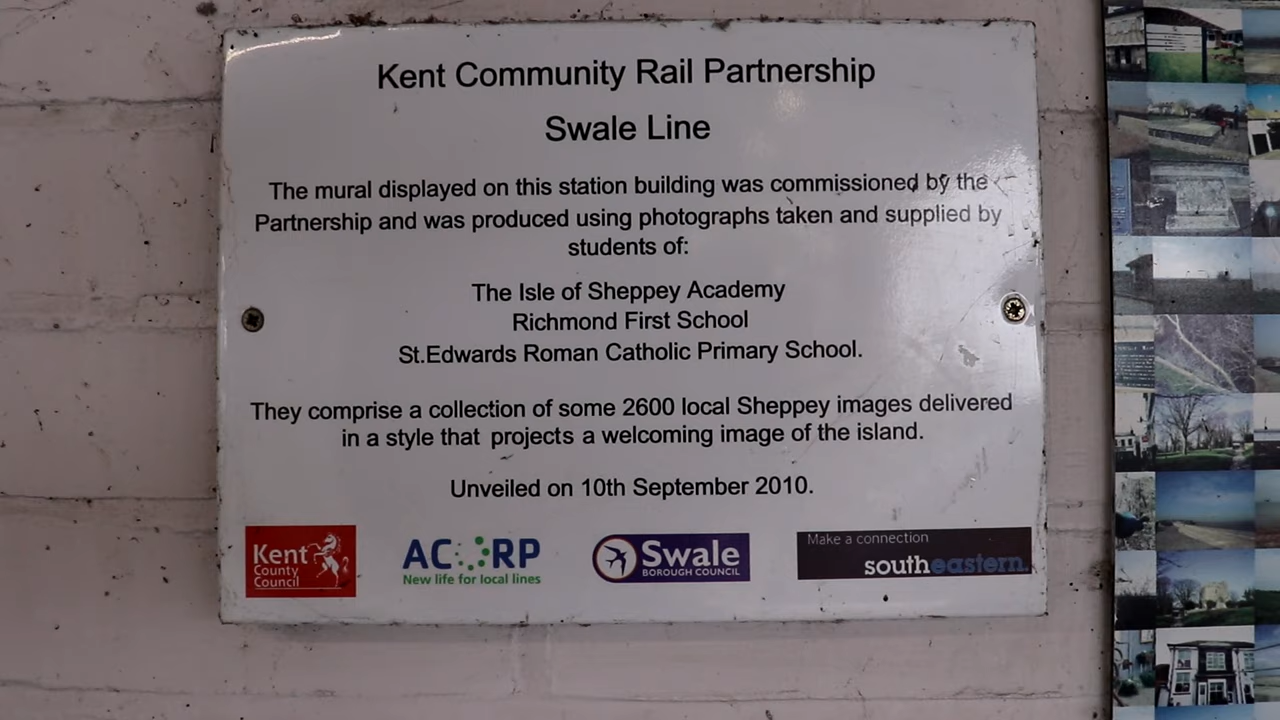 Kent Community Rail Partnership
Swale Line
The mural displayed on this station building was commissioned by the
Partnership and was produced using photographs taken and supplied by
students of:
The Isle of Sheppey Academy
Richmond First School
St.Edwards Roman Catholic Primary School.
They comprise a collection of some 2600 local Sheppey images delivered
in a style that projects a welcoming image of the island.
Unveiled on 10th September 2010.
Kent
County
Council
ACORP
New life for local lines
Swale
BOROUGH COUNCIL
Make a connection
southeastern.